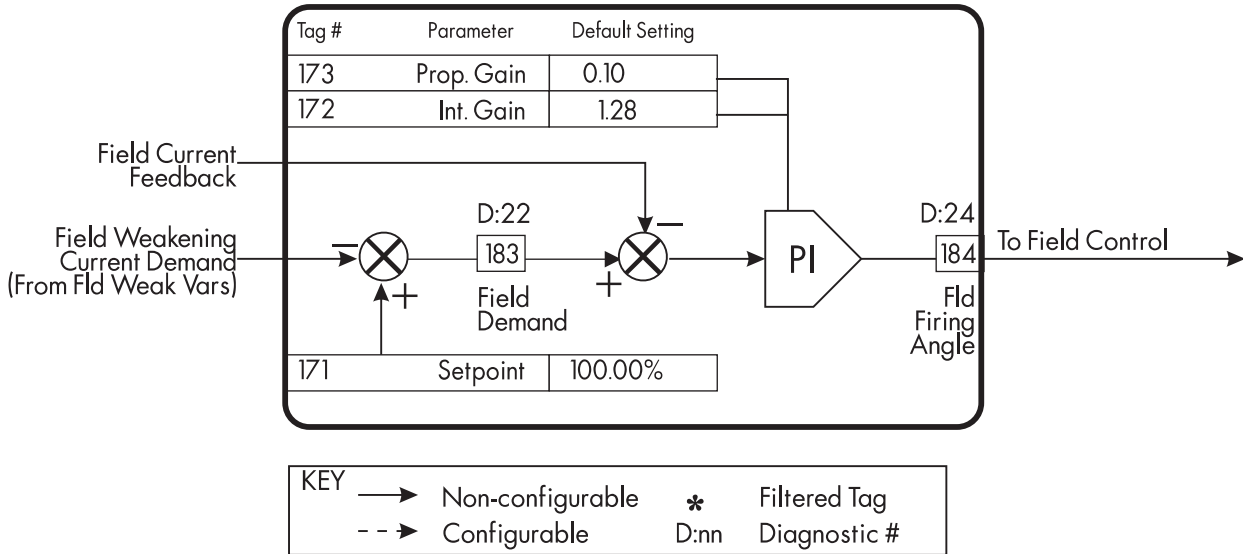 Tag # Parameter Default Setting
173 Prop. Gain 0.10
172 Int. Gain 1.28
Field Current
Feedback
Field Weakening
Current Demand
(From Fld Weak Vars)
D:22
183
Field
Demand
PI
D:24
184
Fld
Firing
Angle
To Field Control
171 Setpoint 100.00%
KEY
Non-configurable * Filtered Tag
Configurable D:nn Diagnostic #